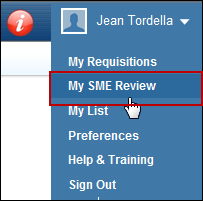 i
Jean Tordella
My Requisitions
My SME Review
My List
Preferences
Help & Training
Sign Out